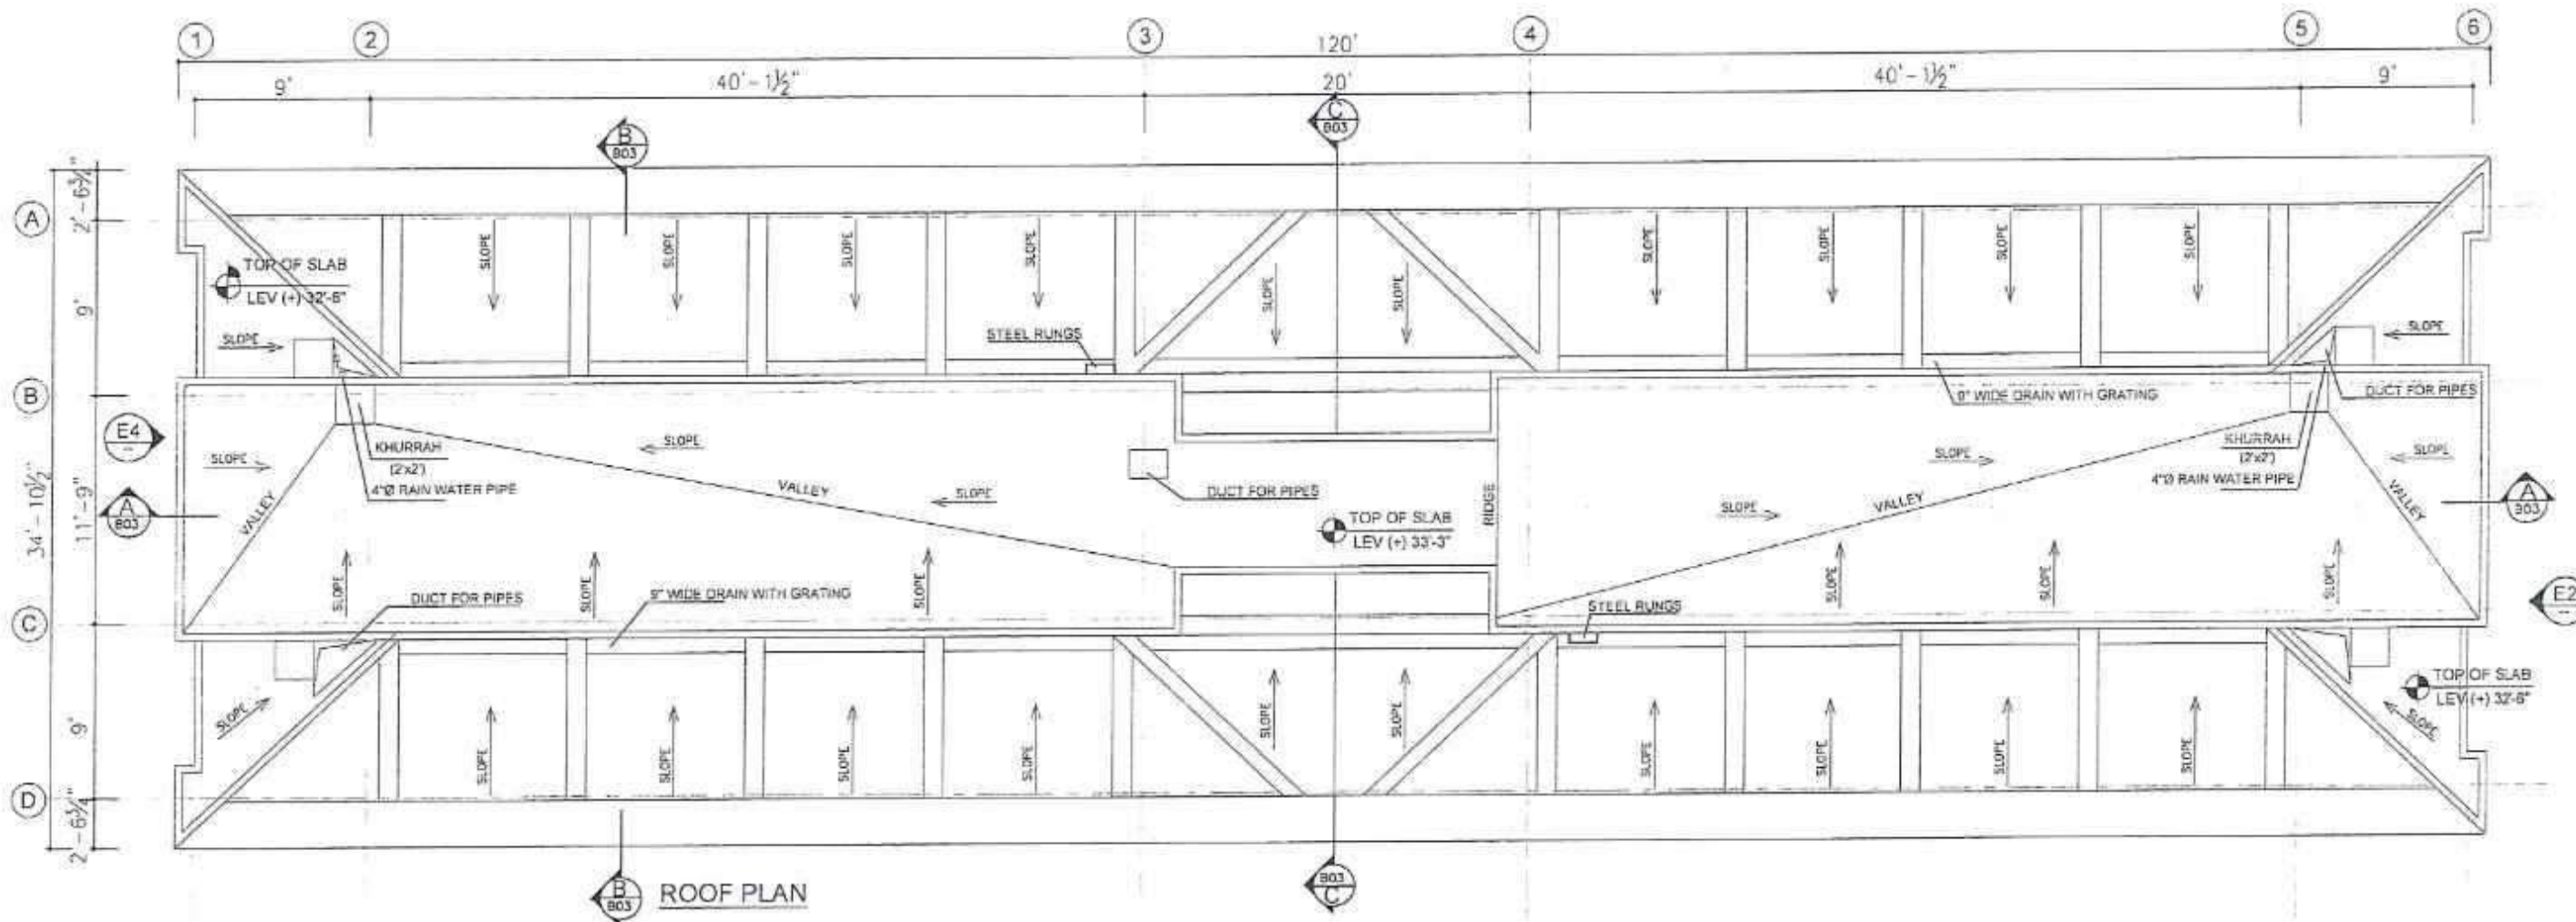 1
2
3
4
5
6
120'
9'
40'-1½"
20'
40'-1½"
9'
B
B03
C
B03
2'-6¾"
A
TOP OF SLAB
LEV (+) 32'-6"
SLOPE
SLOPE
SLOPE
SLOPE
SLOPE
SLOPE
SLOPE
SLOPE
SLOPE
SLOPE
9'
SLOPE
STEEL RUNGS
SLOPE
B
9" WIDE DRAIN WITH GRATING
DUCT FOR PIPES
E4
-
KHURRAH
(2'x2')
4"Ø RAIN WATER PIPE
SLOPE
SLOPE
SLOPE
KHURRAH
(2'x2')
4"Ø RAIN WATER PIPE
SLOPE
34'-10½"
11'-9"
A
B03
VALLEY
VALLEY
SLOPE
DUCT FOR PIPES
RIDGE
SLOPE
VALLEY
VALLEY
A
B03
TOP OF SLAB
LEV (+) 33'-3"
SLOPE
SLOPE
SLOPE
SLOPE
SLOPE
SLOPE
DUCT FOR PIPES
9" WIDE DRAIN WITH GRATING
STEEL RUNGS
E2
-
C
TOP OF SLAB
LEV (+) 32'-6"
9'
SLOPE
SLOPE
SLOPE
SLOPE
SLOPE
SLOPE
SLOPE
SLOPE
SLOPE
SLOPE
SLOPE
SLOPE
D
2'-6¾"
B
B03
ROOF PLAN
B03
C